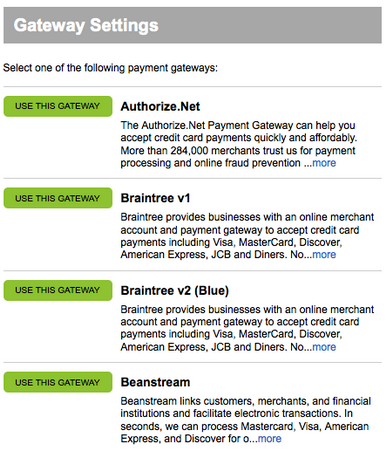 Gateway Settings
Select one of the following payment gateways:
USE THIS GATEWAY
Authorize.Net
The Authorize.Net Payment Gateway can help you
accept credit card payments quickly and affordably.
More than 284,000 merchants trust us for payment
processing and online fraud prevention ...more
USE THIS GATEWAY
Braintree v1
Braintree provides businesses with an online merchant
account and payment gateway to accept credit card
payments including Visa, MasterCard, Discover,
American Express, JCB and Diners. No...more
USE THIS GATEWAY
Braintree v2 (Blue)
Braintree provides businesses with an online merchant
account and payment gateway to accept credit card
payments including Visa, MasterCard, Discover,
American Express, JCB and Diners. No...more
USE THIS GATEWAY
Beanstream
Beanstream links customers, merchants, and financial
institutions and facilitate electronic transactions. In
seconds, we can process Mastercard, Visa, American
Express, and Discover for o...more